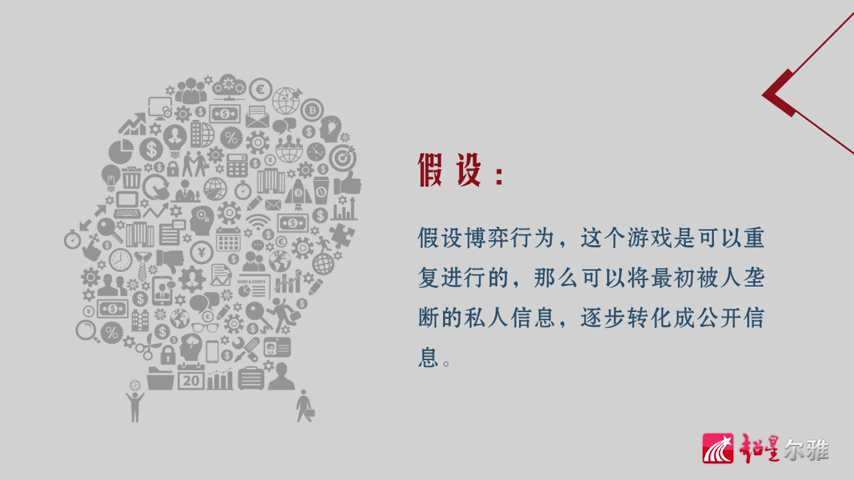 假设：
假设博弈行为，这个游戏是可以重
复进行的，那么可以将最初被人垄
断的私人信息，逐步转化成公开信
息。
20
超星尔雅